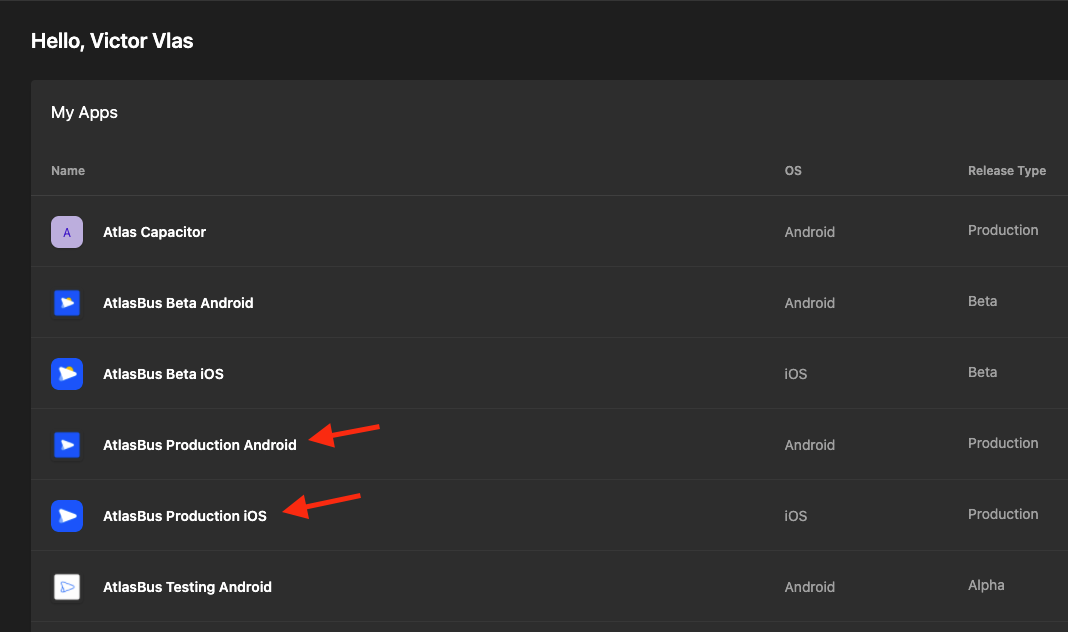 Hello, Victor Vlas
My Apps
Name OS Release Type
A Atlas Capacitor Android Production
AtlasBus Beta Android Android Beta
AtlasBus Beta iOS iOS Beta
AtlasBus Production Android Android Production
AtlasBus Production iOS iOS Production
AtlasBus Testing Android Android Alpha